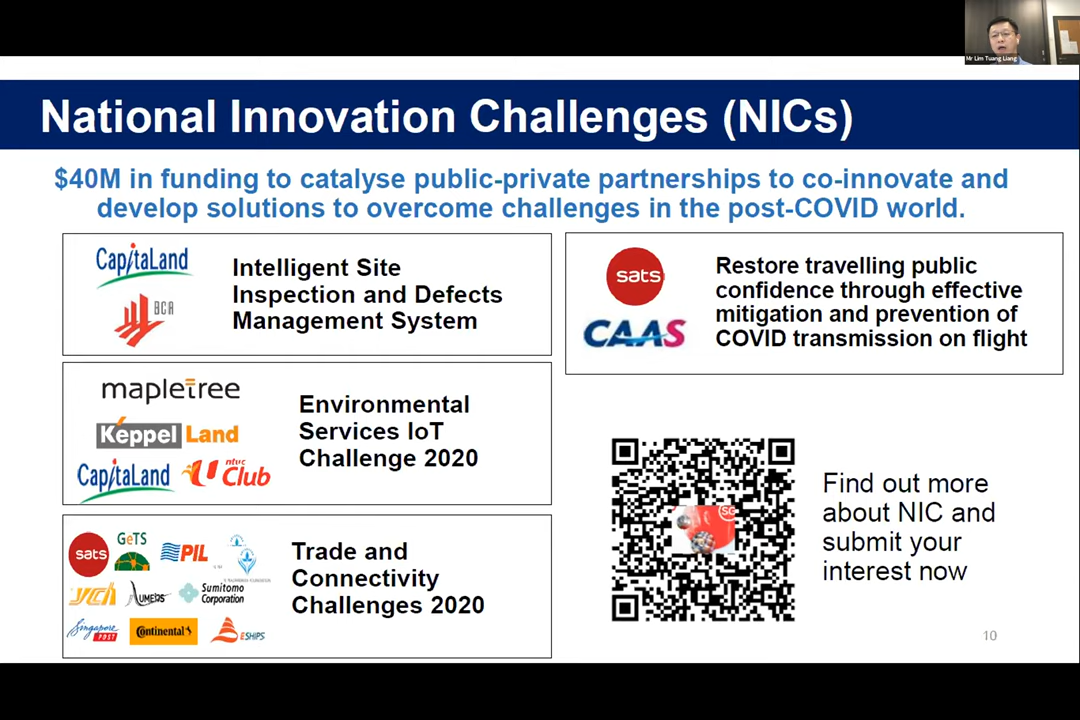 Mr Lim Tuang Liang
National Innovation Challenges (NICs)
$40M in funding to catalyse public-private partnerships to co-innovate and
develop solutions to overcome challenges in the post-COVID world.
CapitaLand
BCA
Intelligent Site
Inspection and Defects
Management System
sats
CAAS
Restore travelling public
confidence through effective
mitigation and prevention of
COVID transmission on flight
mapletree
Keppel Land
CapitaLand
ntuc
U Club
Environmental
Services IoT
Challenge 2020
sats
GeTS
PIL
YCH
Sumitomo
Corporation
Singapore
POST
Continental
ESHIPS
Trade and
Connectivity
Challenges 2020
SG
Find out more
about NIC and
submit your
interest now
10